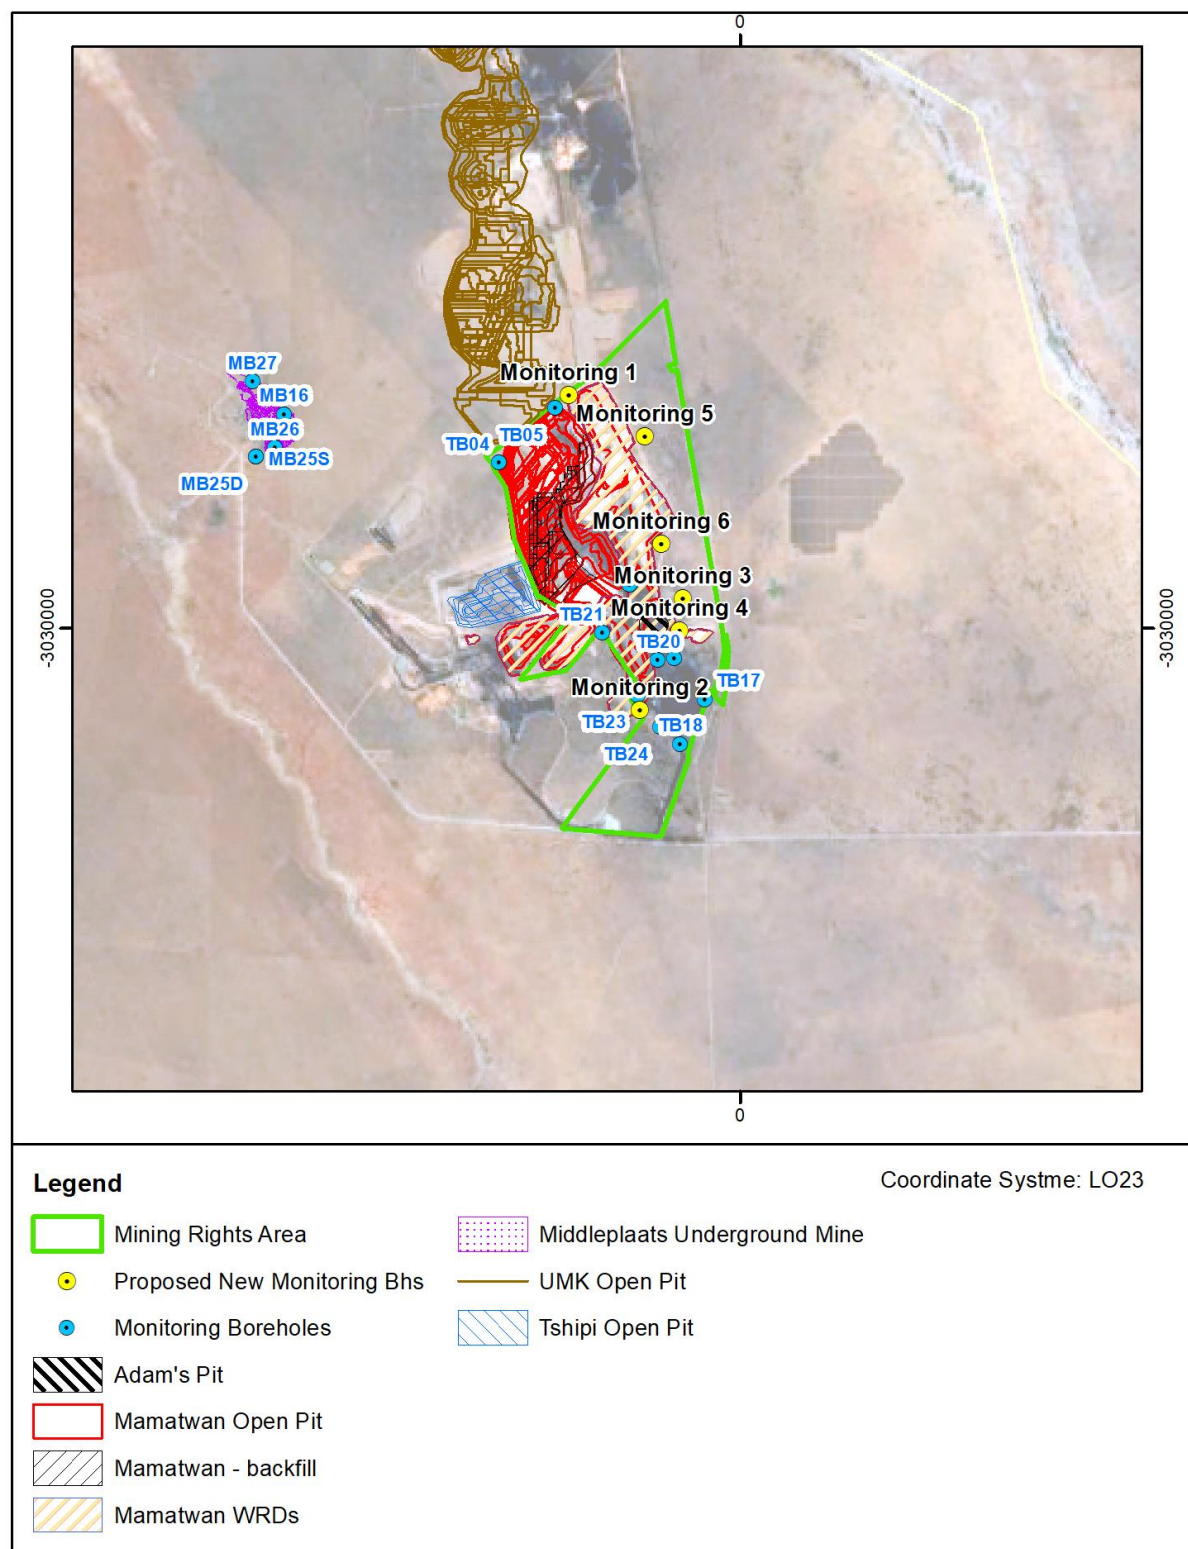 0
MB27
Monitoring 1
MB16
Monitoring 5
MB26
TB05
TB04
MB25S
MB25D
Monitoring 6
Monitoring 3
-3030000
Monitoring 4
TB21
-3030000
TB20
TB17
Monitoring 2
TB23
TB18
TB24
0
Legend
Coordinate Systme: LO23
Mining Rights Area
Proposed New Monitoring Bhs
Monitoring Boreholes
Adam's Pit
Mamatwan Open Pit
Mamatwan - backfill
Mamatwan WRDs
Middleplaats Underground Mine
UMK Open Pit
Tshipi Open Pit